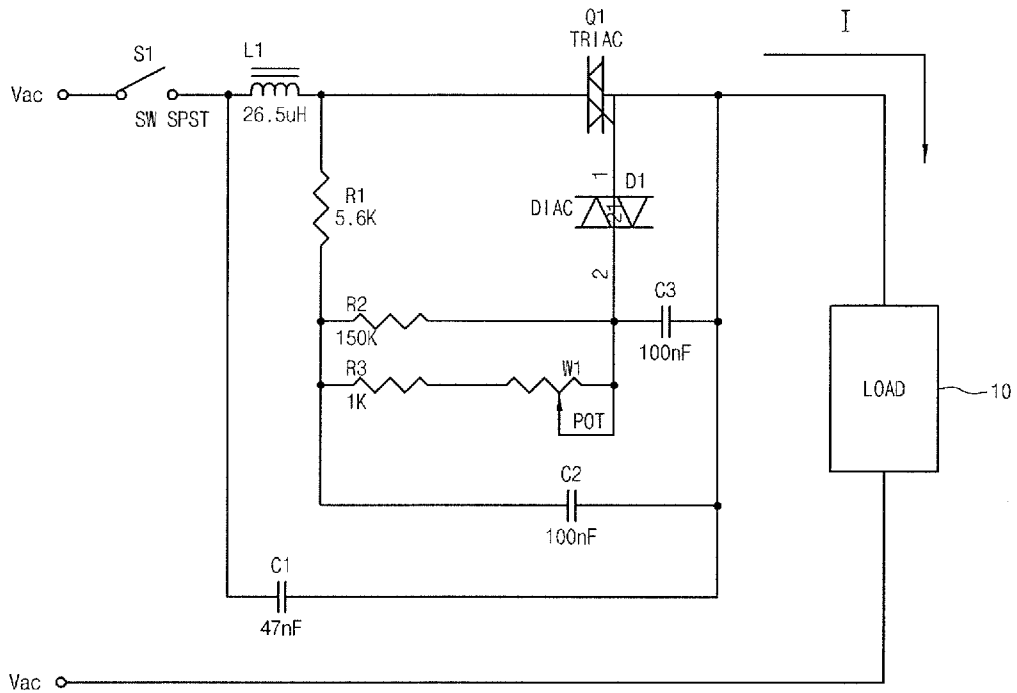 Q1
TRIAC
I
S1
L1
Vac
SW SPST
26.5uH
R1
5.6K
1
D1
DIAC
21
2
R2
150K
C3
100nF
R3
1K
W1
POT
LOAD
10
C2
100nF
C1
47nF
Vac